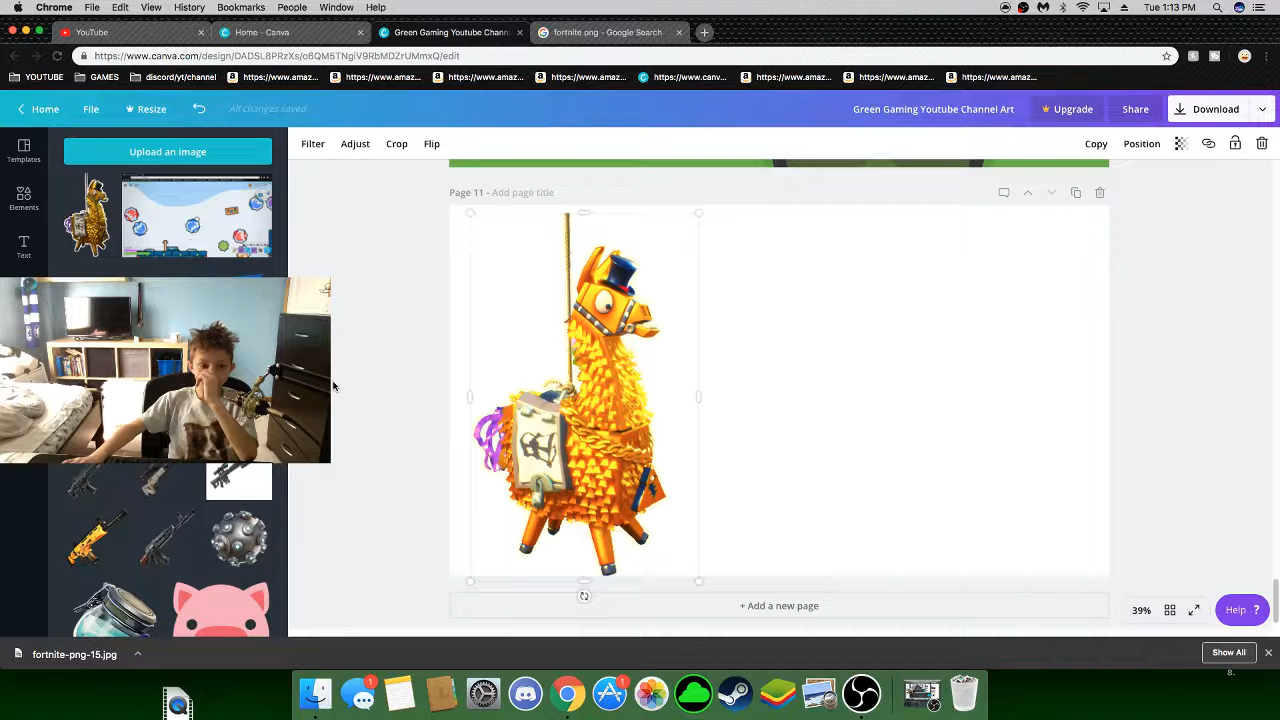 Chrome File Edit View History Bookmarks People Window Help Tue 1:13 PM
YouTube Home - Canva Green Gaming Youtube Chann fortnite png - Google Search
https://www.canva.com/design/DADSL8PRzXs/o6QM5TNgiV9RbMDZrUMmxQ/edit
YOUTUBE GAMES discord/yt/channel https://www.amaz... https://www.amaz... https://www.amaz... https://www.amaz... https://www.canv... https://www.amaz... https://www.amaz... https://www.amaz...
Home File Resize All changes saved Green Gaming Youtube Channel Art Upgrade Share Download
Templates Upload an image Filter Adjust Crop Flip Copy Position
Page 11 - Add page title
Elements
Text
+ Add a new page
39% Help ?
fortnite-png-15.jpg Show All
1 1
8.